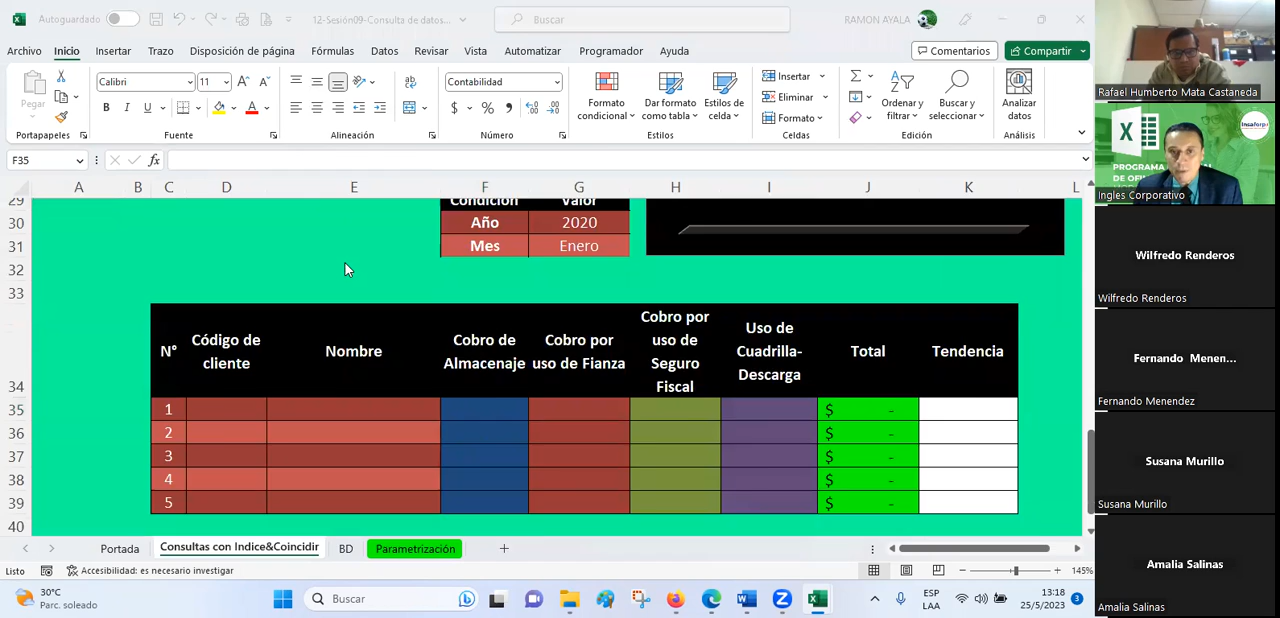 Autoguardado
12-Sesión09-Consulta de datos...
Buscar
RAMON AYALA
Archivo Inicio Insertar Trazo Disposición de página Fórmulas Datos Revisar Vista Automatizar Programador Ayuda
Comentarios
Compartir
Pegar
Portapapeles
Calibri
11
N K
Fuente
Alineación
Contabilidad
Número
Formato condicional
Dar formato como tabla
Estilos de celda
Estilos
Insertar
Eliminar
Formato
Celdas
Ordenar y filtrar
Buscar y seleccionar
Edición
Analizar datos
Análisis
F35
fx
A B C D E F G H I J K L
29 Condición Valor
30 Año 2020
31 Mes Enero
32
33
34 N° Código de cliente Nombre Cobro de Almacenaje Cobro por uso de Fianza Cobro por uso de Seguro Fiscal Uso de Cuadrilla-Descarga Total Tendencia
35 1 $ -
36 2 $ -
37 3 $ -
38 4 $ -
39 5 $ -
40
Portada Consultas con Indice&Coincidir BD Parametrización
Listo
Accesibilidad: es necesario investigar
145%
30°C
Parc. soleado
Buscar
ESP
LAA
13:18
25/5/2023
3
Rafael Humberto Mata Castaneda
Insaforp
PROGRAMA
DE OFI
Ingles Corporativo
Wilfredo Renderos
Wilfredo Renderos
Fernando Menen...
Fernando Menendez
Susana Murillo
Susana Murillo
Amalia Salinas
Amalia Salinas